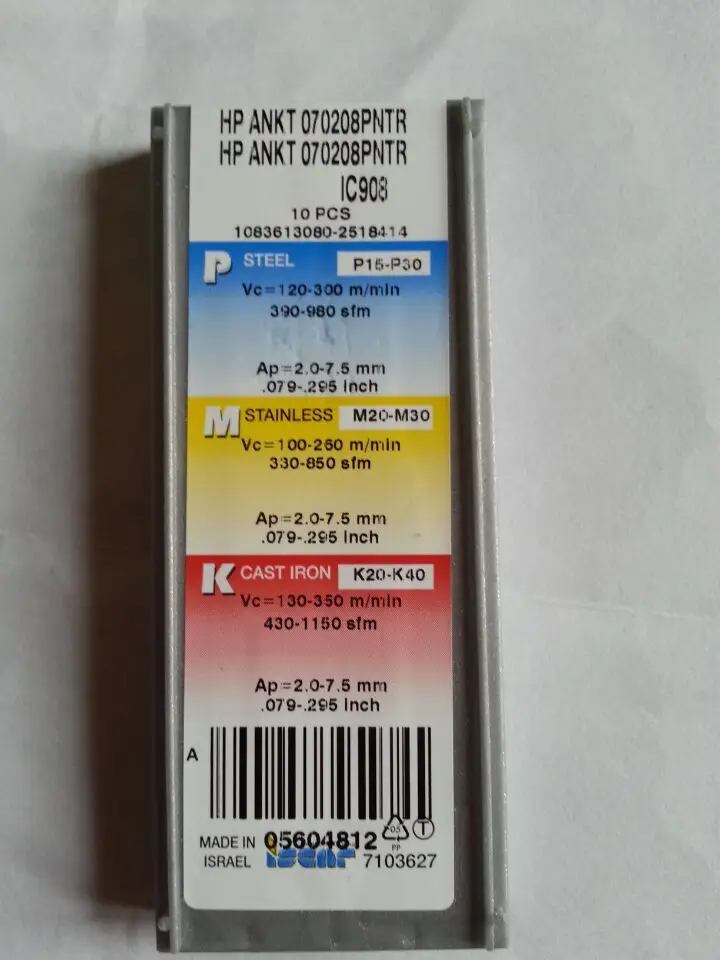 HP ANKT 070208PNTR
HP ANKT 070208PNTR
IC908
10 PCS
1083613080-2518414
P STEEL P15-P30
Vc=120-300 m/min
390-980 sfm
Ap=2.0-7.5 mm
.079-.295 inch
M STAINLESS M20-M30
Vc=100-260 m/min
330-850 sfm
Ap=2.0-7.5 mm
.079-.295 inch
K CAST IRON K20-K40
Vc=130-350 m/min
430-1150 sfm
Ap=2.0-7.5 mm
.079-.295 inch
A
05604812
05
PP
T
MADE IN
ISRAEL
iscar
7103627